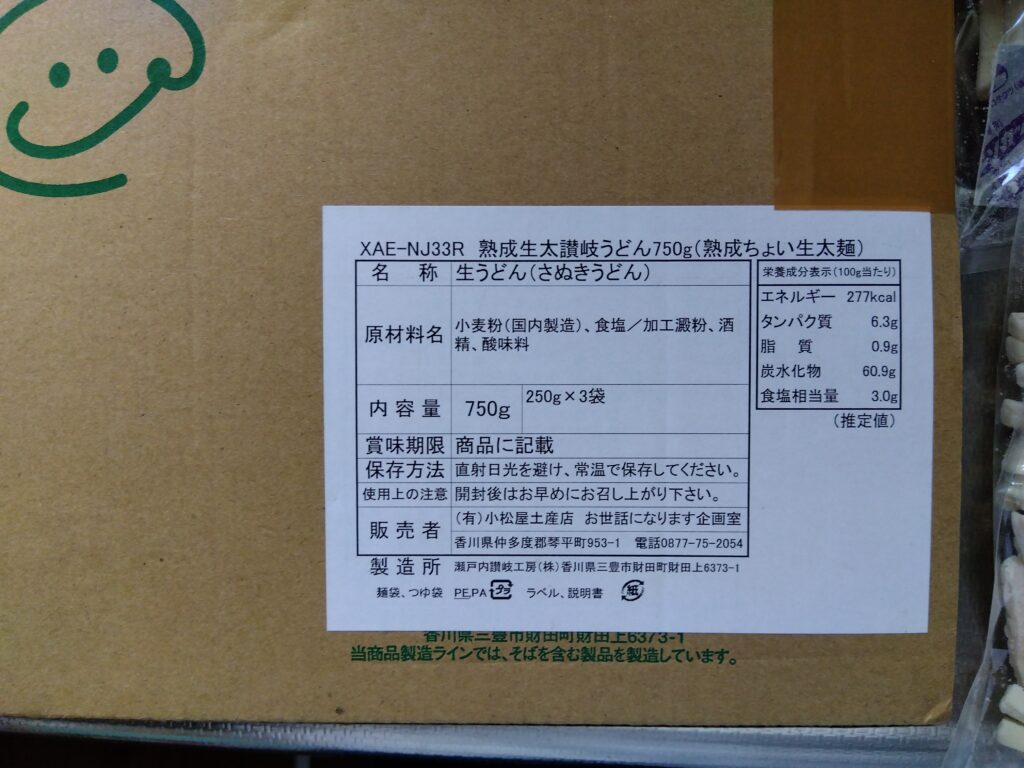 XAE-NJ33R 熟成生太讃岐うどん750g(熟成ちょい生太麺)
名 称 生うどん(さぬきうどん)
原材料名 小麦粉(国内製造)、食塩/加工澱粉、酒
精、酸味料
内容量 750g 250g×3袋
賞味期限 商品に記載
保存方法 直射日光を避け、常温で保存してください。
使用上の注意 開封後はお早めにお召し上がり下さい。
販売者 (有)小松屋土産店 お世話になります企画室
香川県仲多度郡琴平町953-1 電話0877-75-2054
製造所 瀬戸内讃岐工房(株)香川県三豊市財田町財田上6373-1
麺袋、つゆ袋 PE,PA プラ ラベル、説明書 紙
栄養成分表示(100g当たり)
エネルギー 277kcal
タンパク質 6.3g
脂 質 0.9g
炭水化物 60.9g
食塩相当量 3.0g
(推定値)
香川県三豊市財田町財田上6373-1
当商品製造ラインでは、そばを含む製品を製造しています。